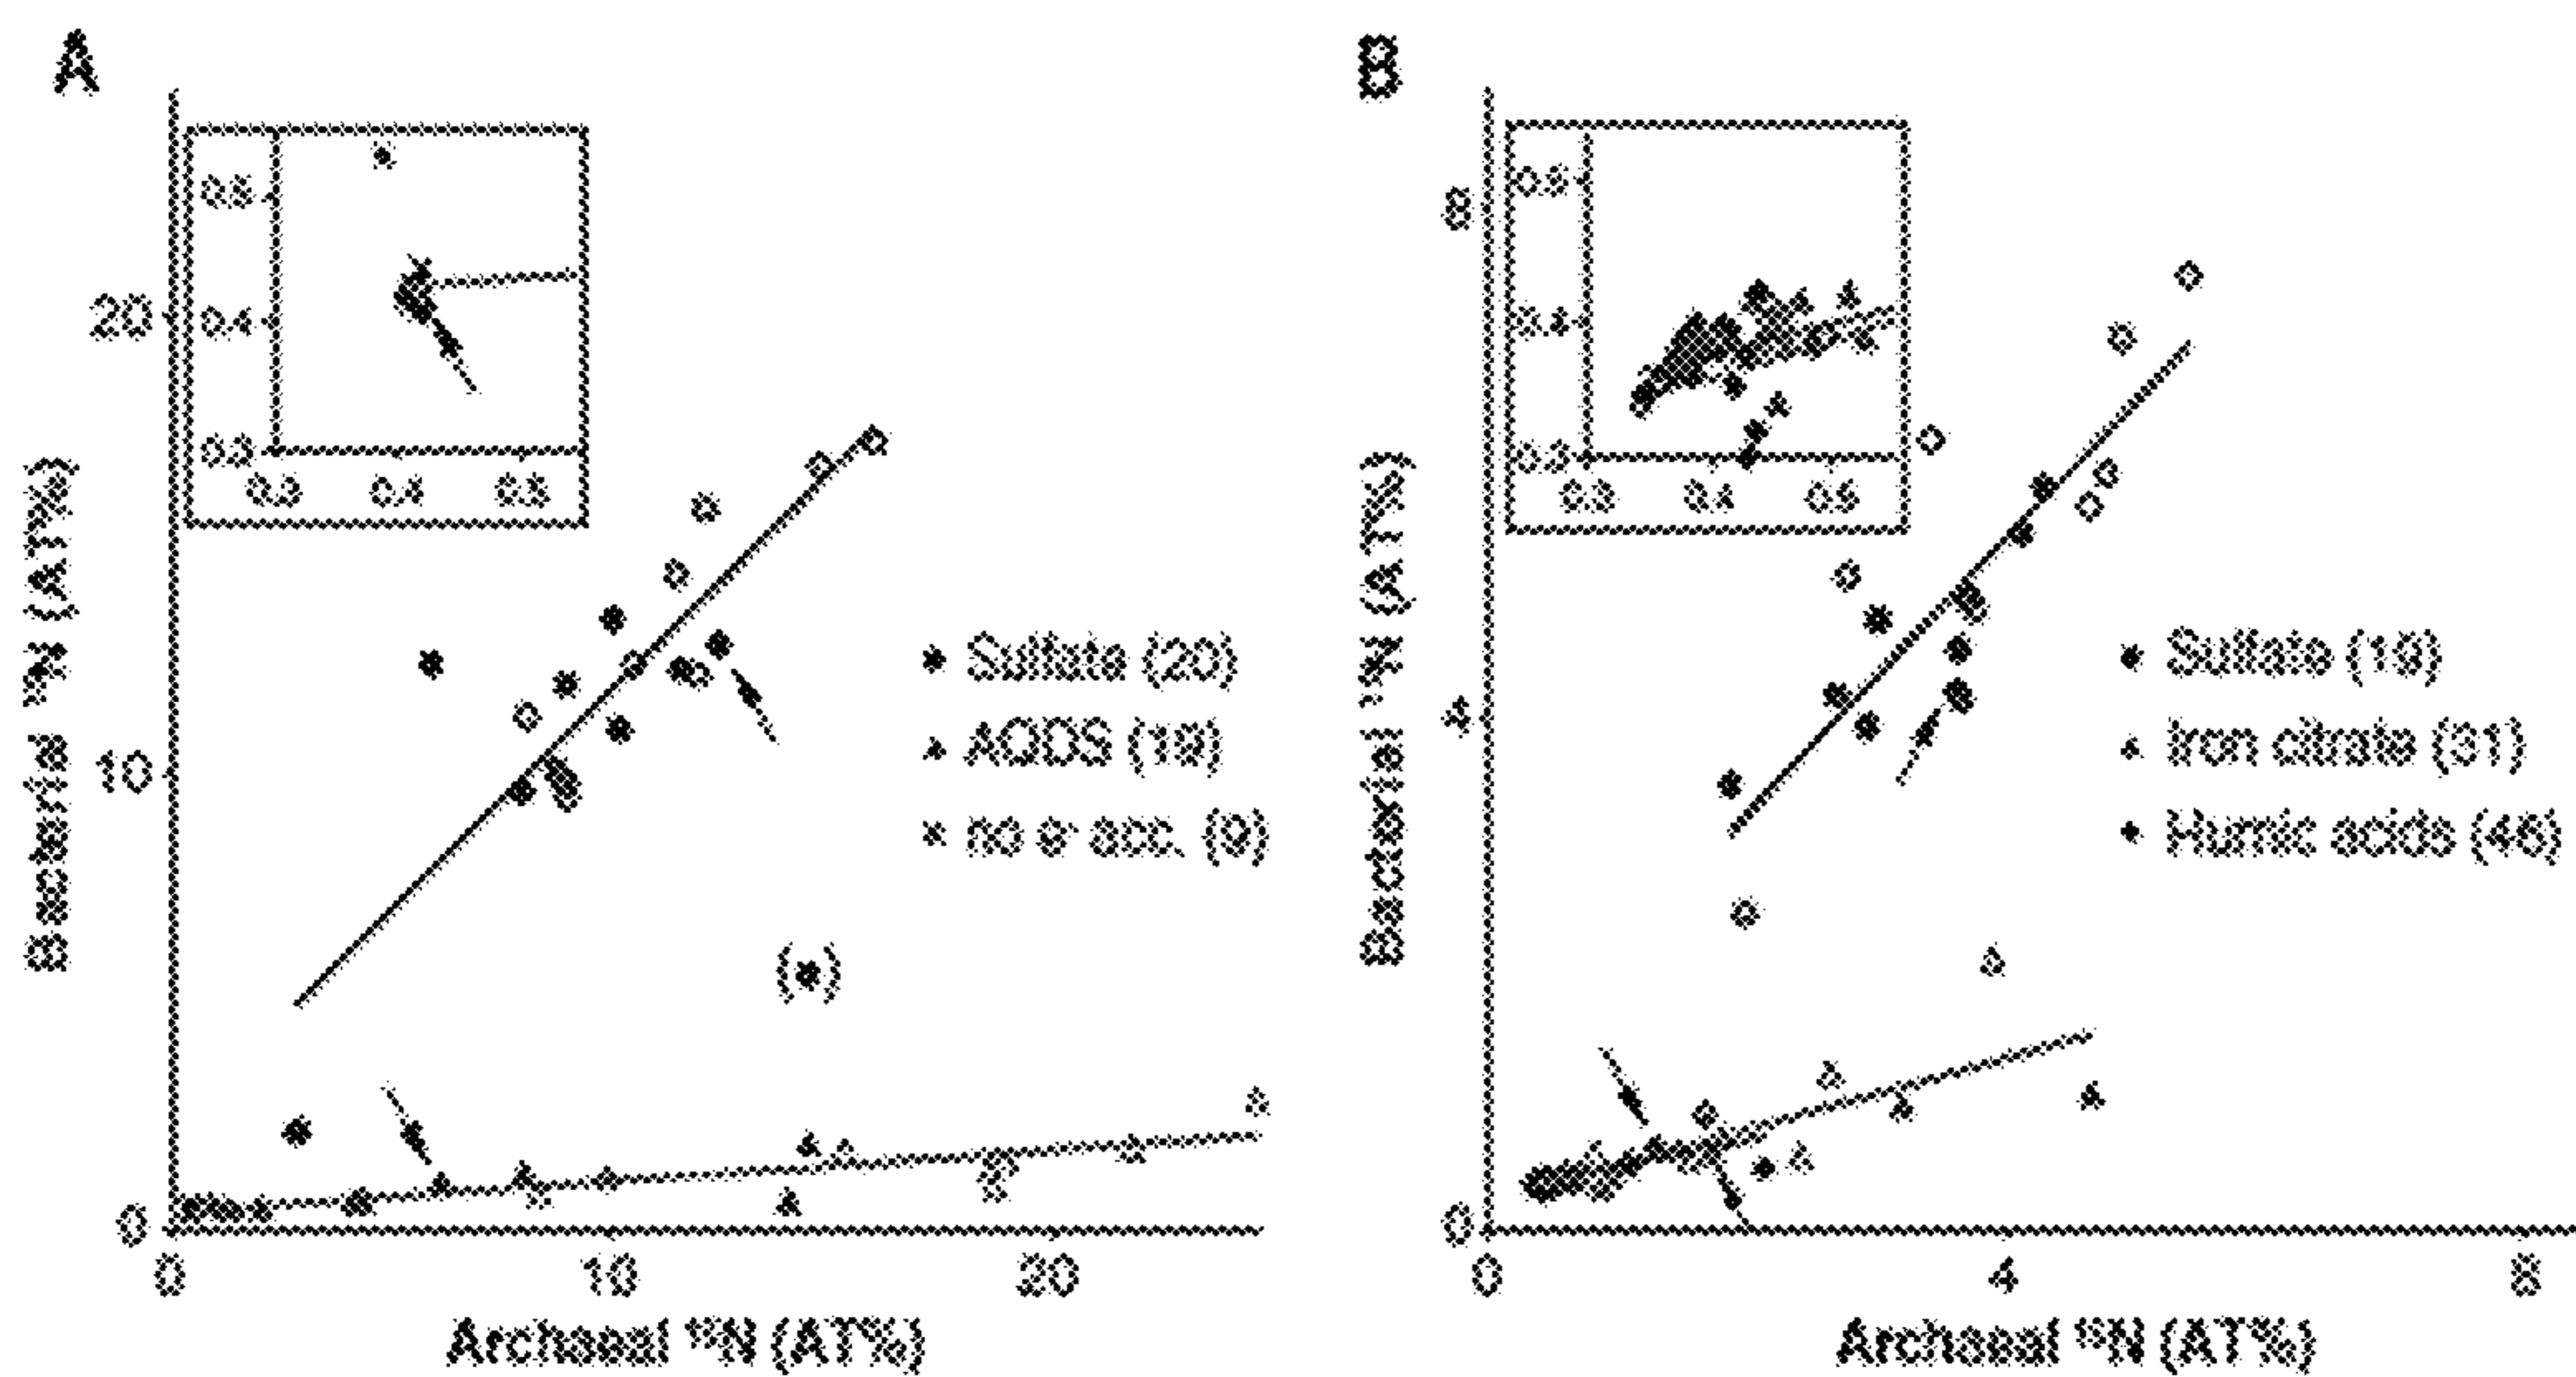 A
Bacterial ¹⁵N (AT%)
20
10
0
0.5
0.4
0.3
0.3 0.4 0.5
Sulfate (20)
AQDS (19)
no e⁻ acc. (9)
( )
0 10 20
Archaeal ¹⁵N (AT%)
B
Bacterial ¹⁵N (AT%)
8
4
0
0.5
0.4
0.3
0.3 0.4 0.5
Sulfate (19)
Iron citrate (31)
Humic acids (46)
0 4 8
Archaeal ¹⁵N (AT%)